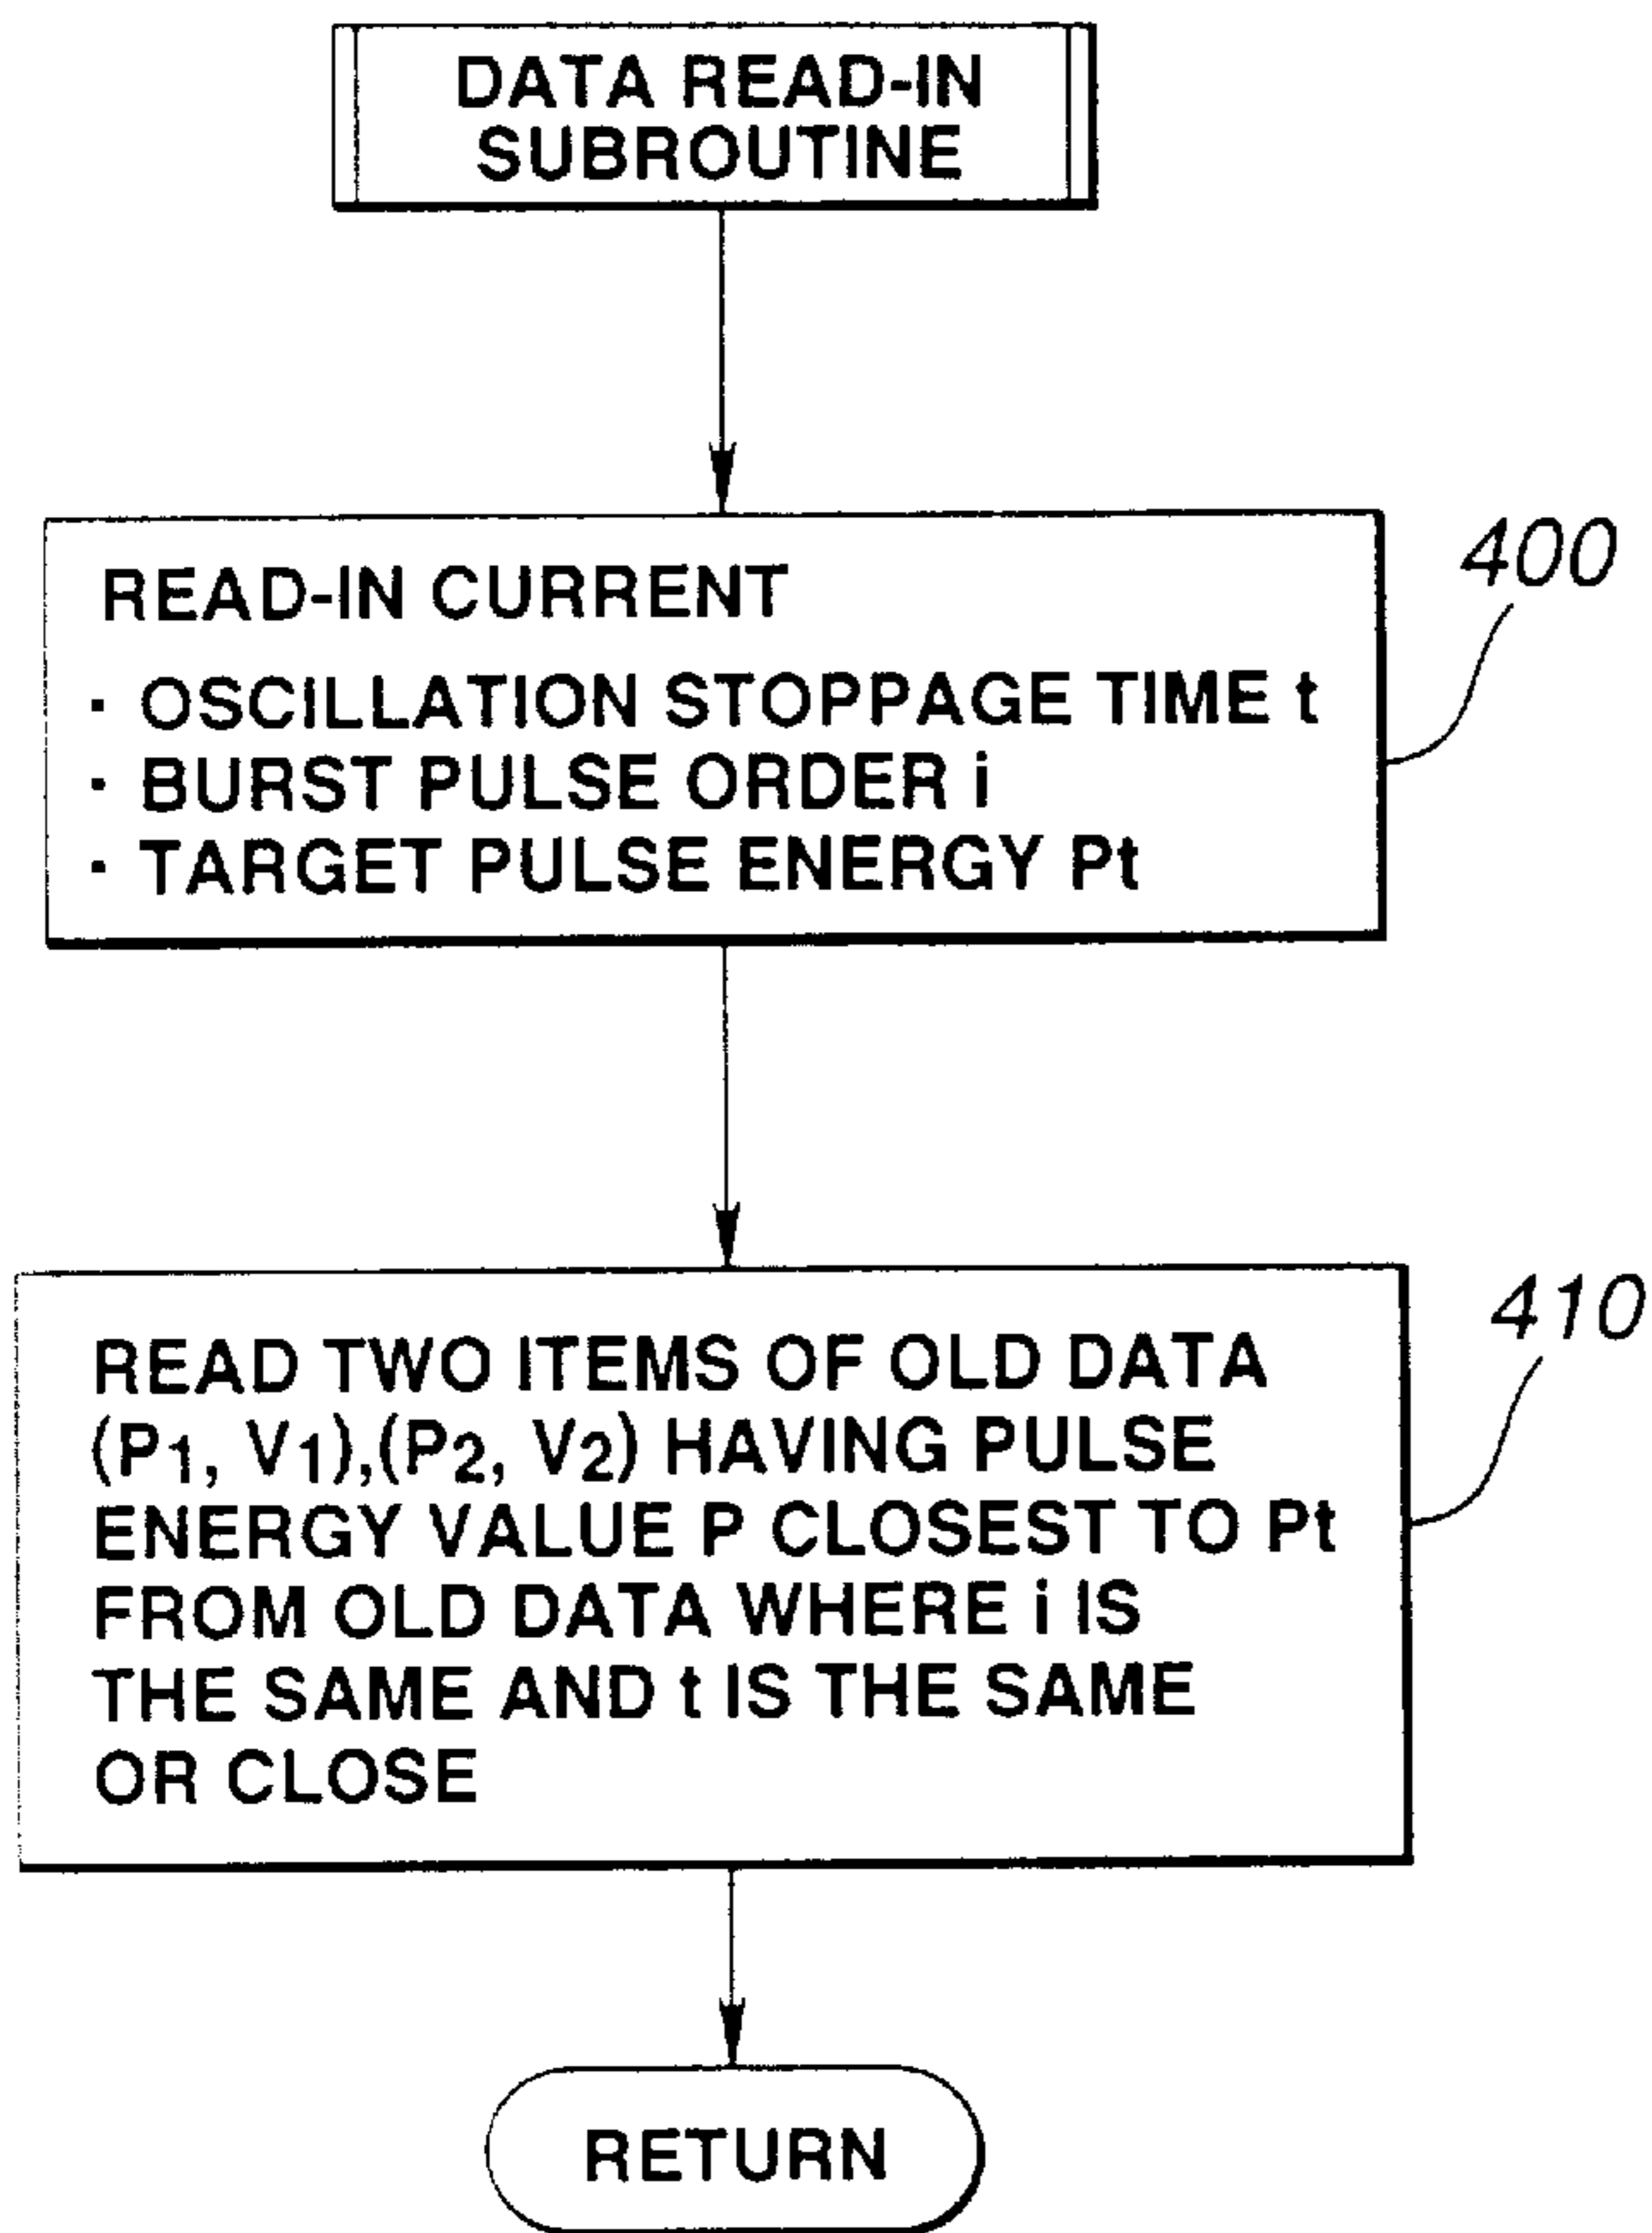 DATA READ-IN
SUBROUTINE
READ-IN CURRENT
400
· OSCILLATION STOPPAGE TIME t
· BURST PULSE ORDER i
· TARGET PULSE ENERGY Pt
410
READ TWO ITEMS OF OLD DATA
(P1, V1),(P2, V2) HAVING PULSE
ENERGY VALUE P CLOSEST TO Pt
FROM OLD DATA WHERE i IS
THE SAME AND t IS THE SAME
OR CLOSE
RETURN